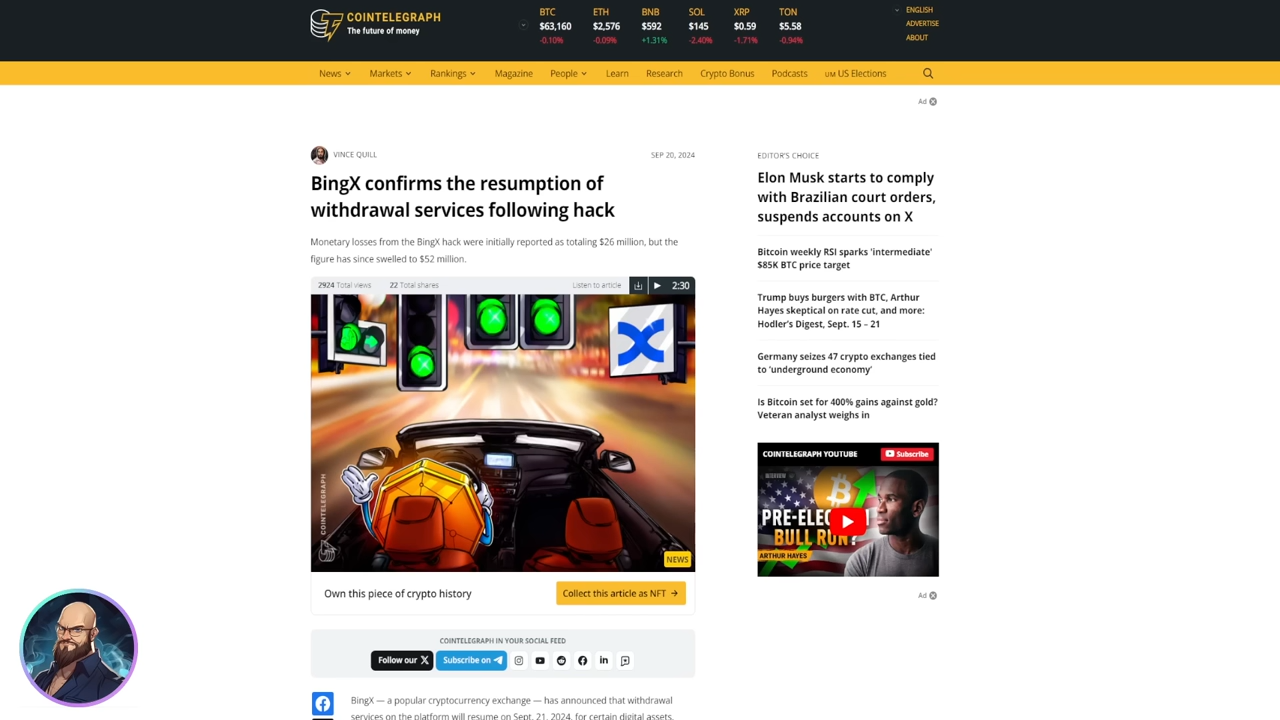 COINTELEGRAPH
The future of money
BTC
$63,160
-0.10%
ETH
$2,576
-0.09%
BNB
$592
+1.31%
SOL
$145
-2.40%
XRP
$0.59
-1.71%
TON
$5.58
-0.94%
ENGLISH
ADVERTISE
ABOUT
News Markets Rankings Magazine People Learn Research Crypto Bonus Podcasts UM US Elections
Ad
VINCE QUILL
SEP 20, 2024
BingX confirms the resumption of
withdrawal services following hack
Monetary losses from the BingX hack were initially reported as totaling $26 million, but the
figure has since swelled to $52 million.
2924 Total views 22 Total shares Listen to article 2:30
COINTELEGRAPH
NEWS
Own this piece of crypto history
Collect this article as NFT →
COINTELEGRAPH IN YOUR SOCIAL FEED
Follow our X Subscribe on
BingX — a popular cryptocurrency exchange — has announced that withdrawal
services on the platform will resume on Sept. 21, 2024, for certain digital assets.
EDITOR'S CHOICE
Elon Musk starts to comply
with Brazilian court orders,
suspends accounts on X
Bitcoin weekly RSI sparks 'intermediate'
$85K BTC price target
Trump buys burgers with BTC, Arthur
Hayes skeptical on rate cut, and more:
Hodler's Digest, Sept. 15 – 21
Germany seizes 47 crypto exchanges tied
to 'underground economy'
Is Bitcoin set for 400% gains against gold?
Veteran analyst weighs in
COINTELEGRAPH YOUTUBE
Subscribe
BULL RUN?
ARTHUR HAYES
Ad